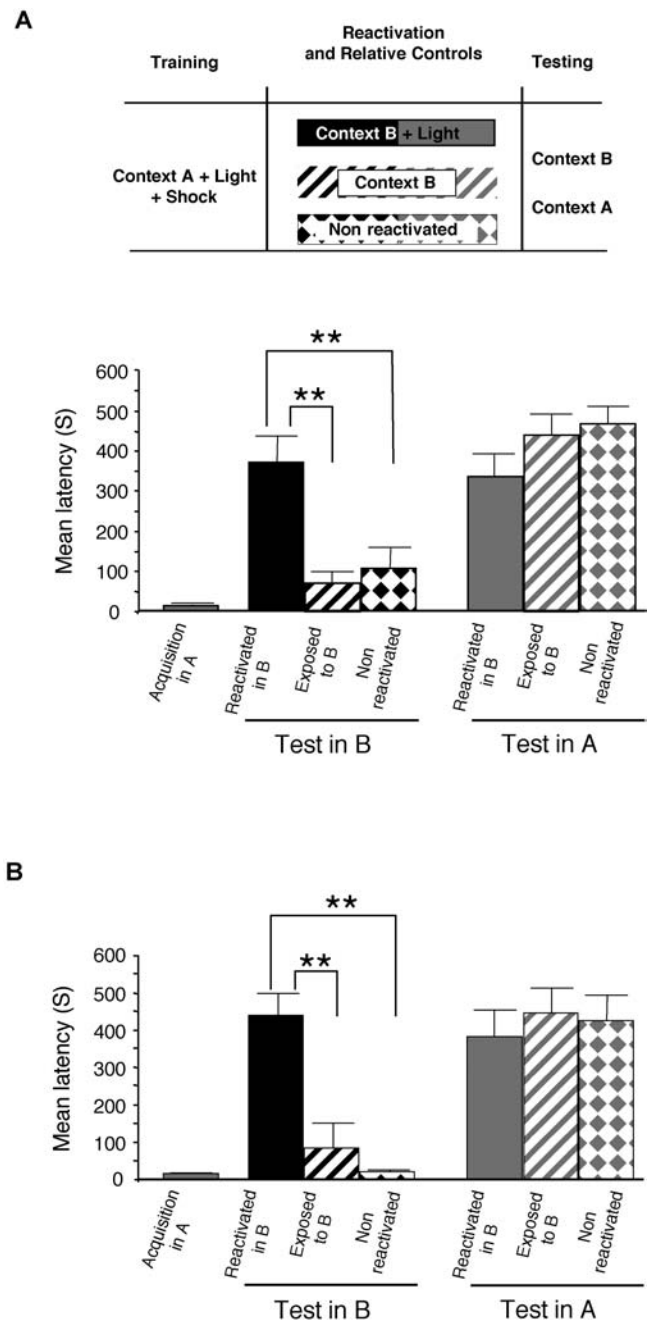 A
Training
Reactivation
and Relative Controls
Testing
Context A + Light
+ Shock
Context B + Light
Context B
Non reactivated
Context B
Context A
Mean latency (S)
600
500
400
300
200
100
0
**
**
Acquisition
in A
Reactivated
in B
Exposed
to B
Non
reactivated
Reactivated
in B
Exposed
to B
Non
reactivated
Test in B
Test in A
B
Mean latency (S)
600
500
400
300
200
100
0
**
**
Acquisition
in A
Reactivated
in B
Exposed
to B
Non
reactivated
Reactivated
in B
Exposed
to B
Non
reactivated
Test in B
Test in A